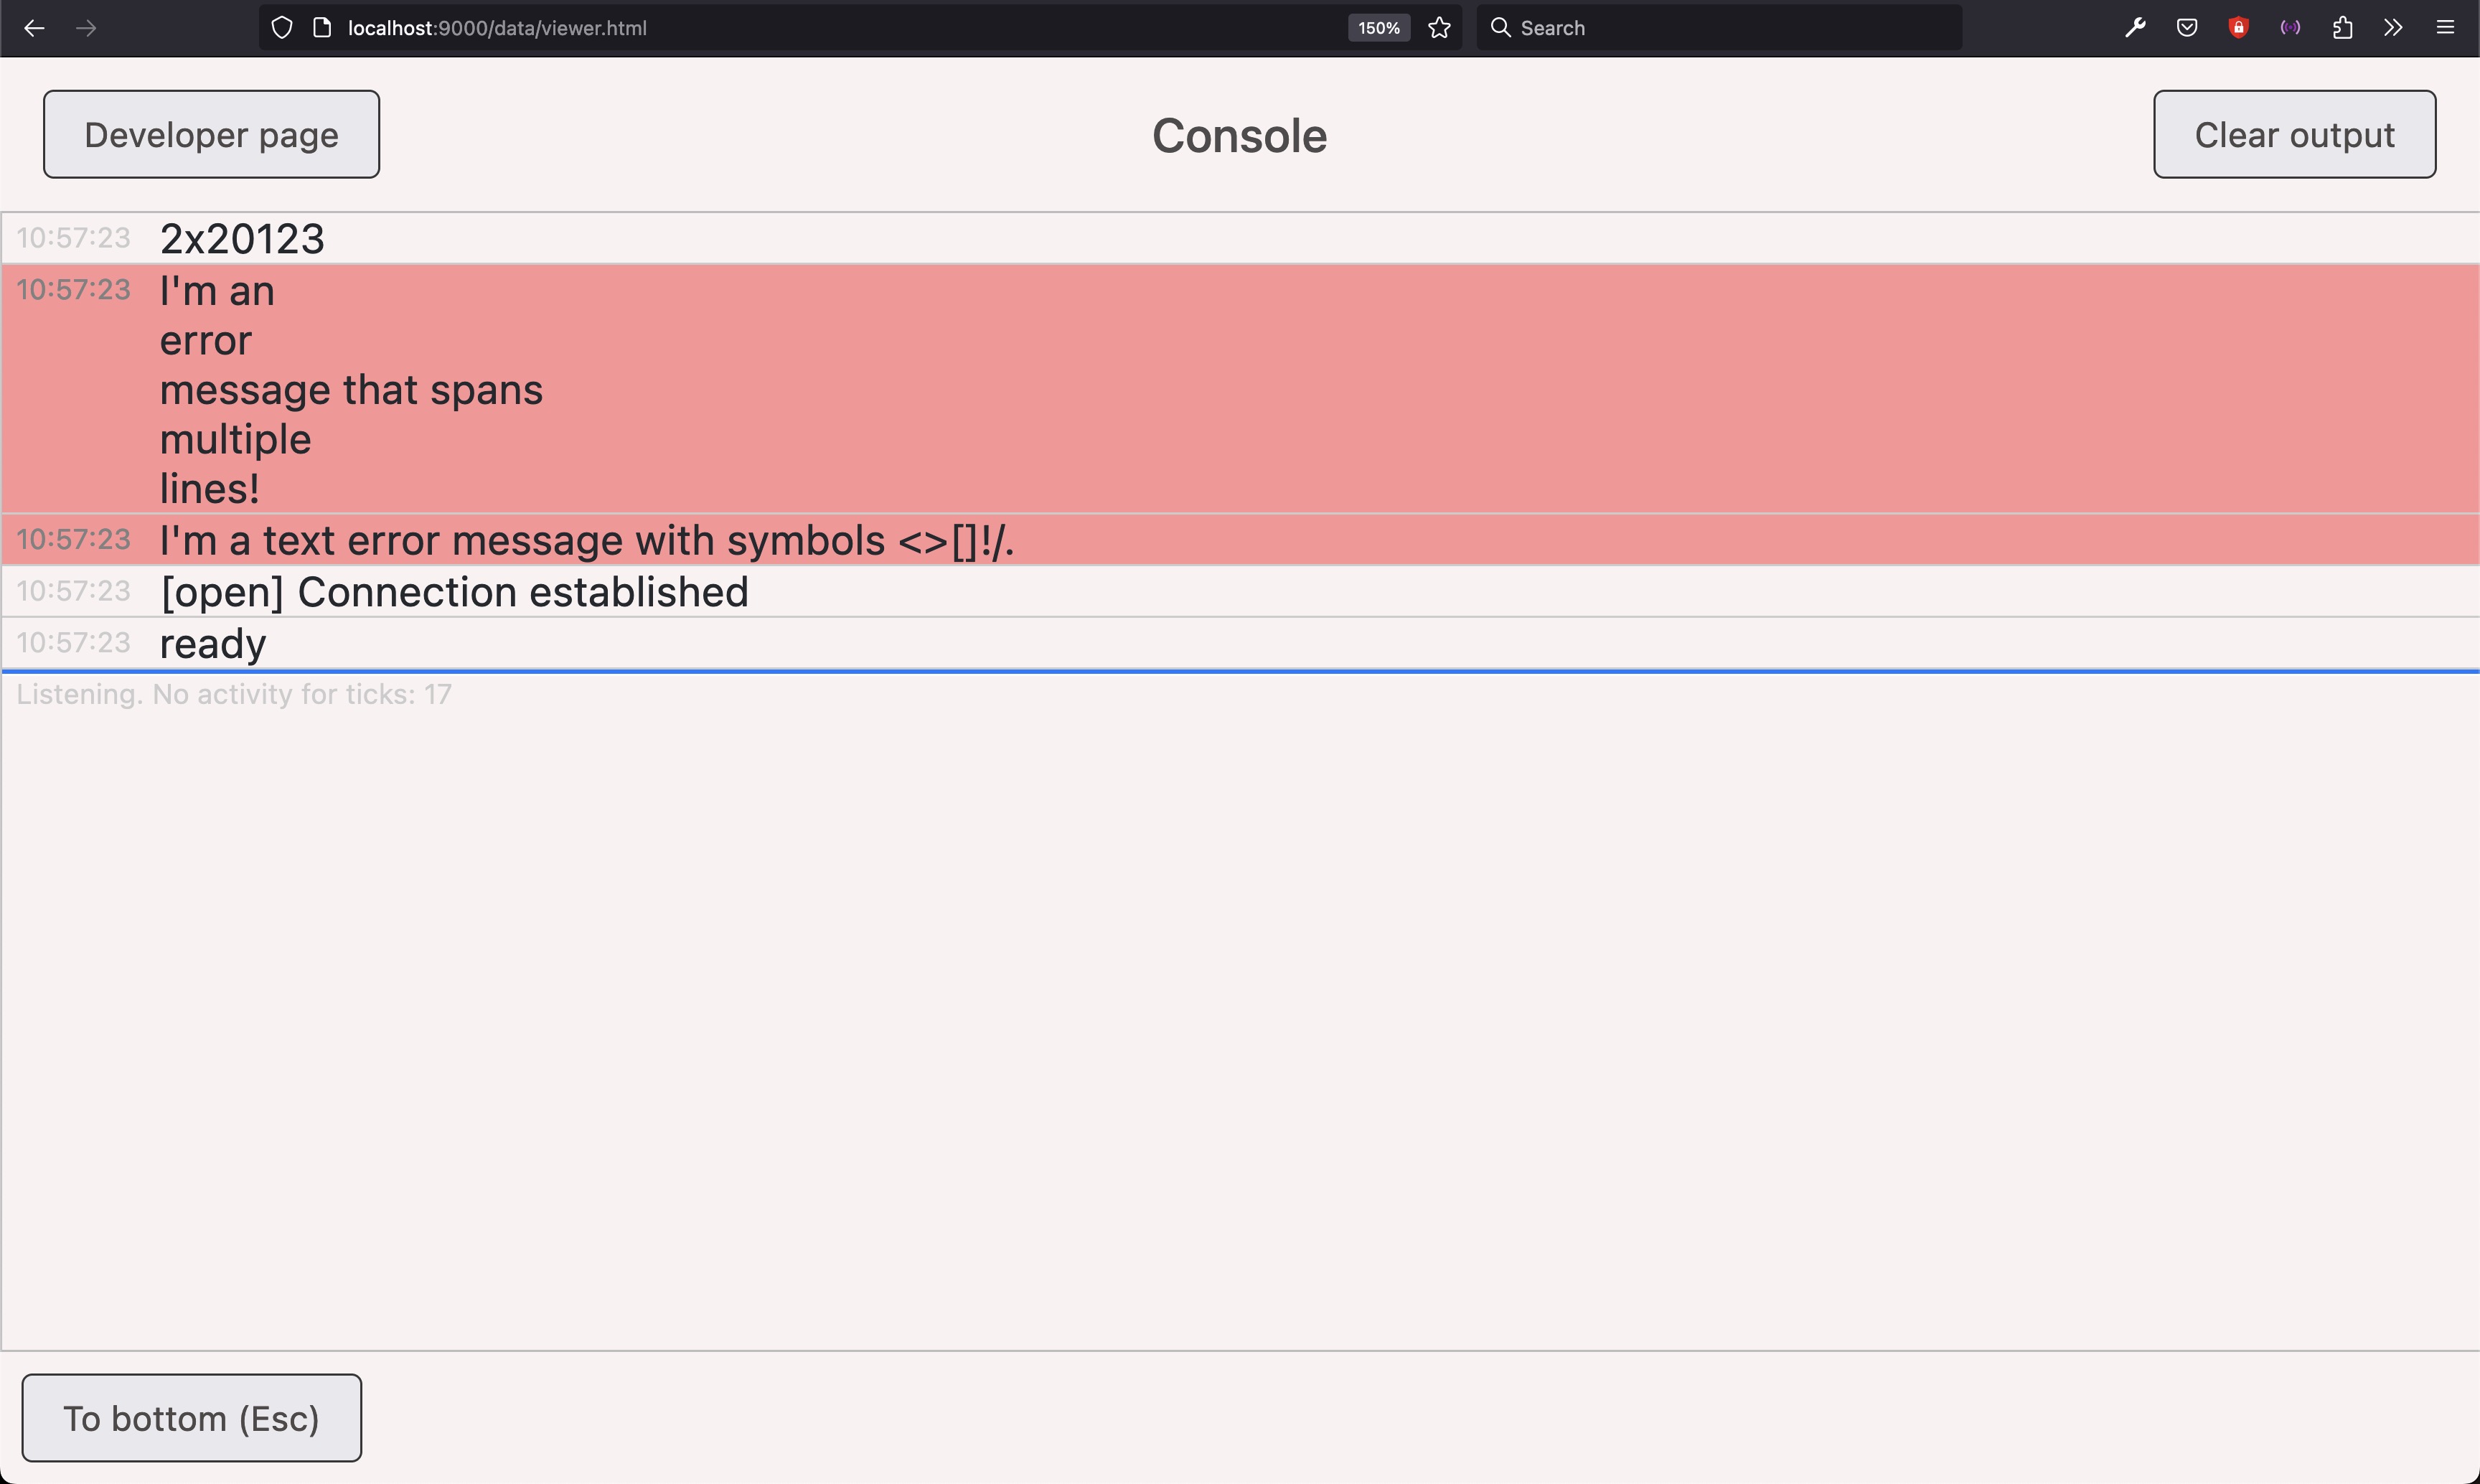 localhost:9000/data/viewer.html 150% Search
Developer page Console Clear output
10:57:23 2x20123
10:57:23 I'm an
error
message that spans
multiple
lines!
10:57:23 I'm a text error message with symbols <>[]!/.
10:57:23 [open] Connection established
10:57:23 ready
Listening. No activity for ticks: 17
To bottom (Esc)